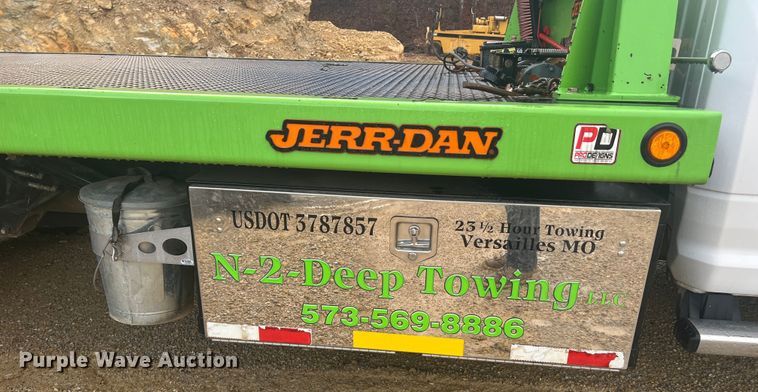 JERR-DAN
PD
PRODESIGNS
USDOT 3787857
23 1/2 Hour Towing
Versailles MO
N-2-Deep Towing LLC
573-569-8886
Purple Wave Auction